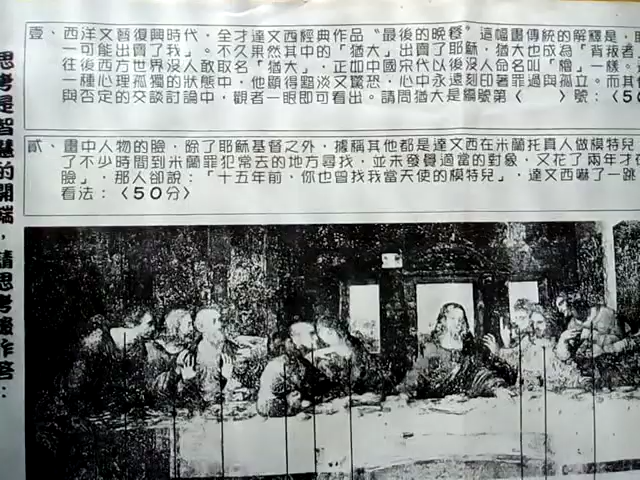 思考是智慧的開端，請思考後作答：
壹、西洋文藝復興時代，全才達文西經典作品“最後的晚餐”這幅畫傳統的解釋是，耶
一可能出賣了我」。不久果然其中的「猶大」出賣了耶穌，猶大也成為「背叛者
往後西方世界沒人敢取名「猶大」，正如中國宋代以後沒人命名叫「檜」一樣。
一種心理孤獨的狀態中，他顯得黯淡又驚恐，心中永遠刻印著罪過與孤立。而其他
與否定的交談討論中，觀者一眼即可看出。請問猶大是編號第〈　　〉號：〈50
貳、畫中人物的臉，除了耶穌基督之外，據稱其他都是達文西在米蘭托真人做模特兒
了不少時間到米蘭罪犯常去的地方尋找，並未發覺適當的對象，又花了兩年才在
臉」，那人卻說：「十五年前，你也曾找我當天使的模特兒」，達文西嚇了一跳
看法：〈50分〉